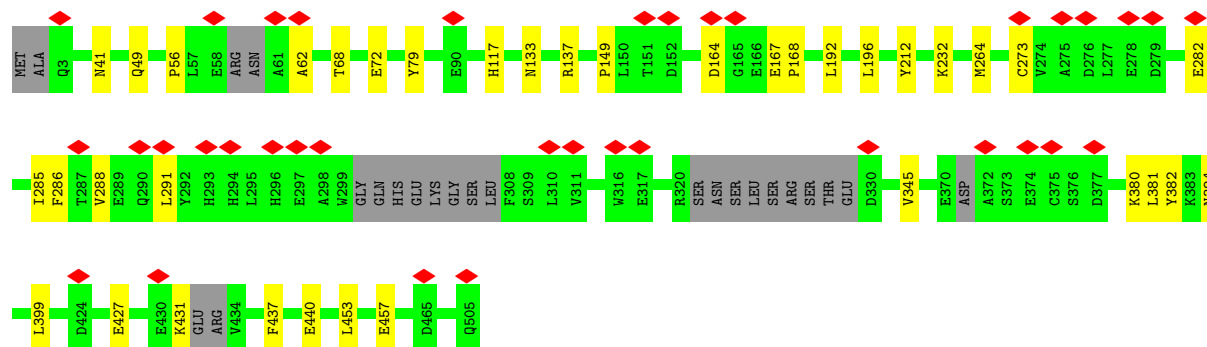 MET ALA Q3 N41 Q49 P56 L57 E58 ARG ASN A61 A62 T68 E72 Y79 E90 H117 N133 R137 P149 L150 T151 D152 D164 G165 E166 E167 P168 L192 L196 Y212 K232 M264 C273 V274 A275 D276 L277 E278 D279 E282
I285 F286 T287 V288 E289 Q290 L291 Y292 H293 H294 L295 H296 E297 A298 W299 GLY GLN HIS GLU LYS GLY SER LEU F308 S309 L310 V311 W316 E317 R320 SER ASN SER LEU SER ARG SER THR GLU D330 V345 E370 ASP A372 S373 E374 C375 S376 D377 K380 L381 Y382 K383
L399 D424 E427 E430 K431 GLU ARG V434 F437 E440 L453 E457 D465 Q505